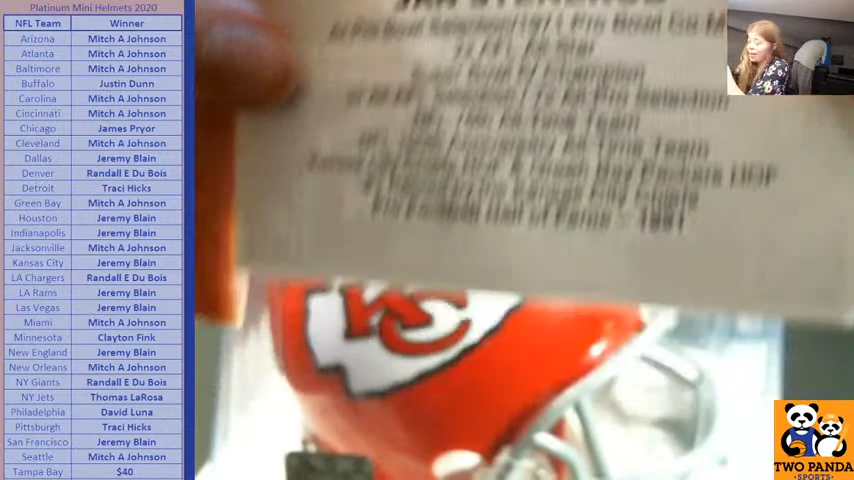 Platinum Mini Helmets 2020
NFL Team Winner
Arizona Mitch A Johnson
Atlanta Mitch A Johnson
Baltimore Mitch A Johnson
Buffalo Justin Dunn
Carolina Mitch A Johnson
Cincinnati Mitch A Johnson
Chicago James Pryor
Cleveland Mitch A Johnson
Dallas Jeremy Blain
Denver Randall E Du Bois
Detroit Traci Hicks
Green Bay Mitch A Johnson
Houston Jeremy Blain
Indianapolis Jeremy Blain
Jacksonville Mitch A Johnson
Kansas City Jeremy Blain
LA Chargers Randall E Du Bois
LA Rams Jeremy Blain
Las Vegas Jeremy Blain
Miami Mitch A Johnson
Minnesota Clayton Fink
New England Jeremy Blain
New Orleans Mitch A Johnson
NY Giants Randall E Du Bois
NY Jets Thomas LaRosa
Philadelphia David Luna
Pittsburgh Traci Hicks
San Francisco Jeremy Blain
Seattle Mitch A Johnson
Tampa Bay $40
Hall of Fame - 1991
KC
TWO PANDA
SPORTS